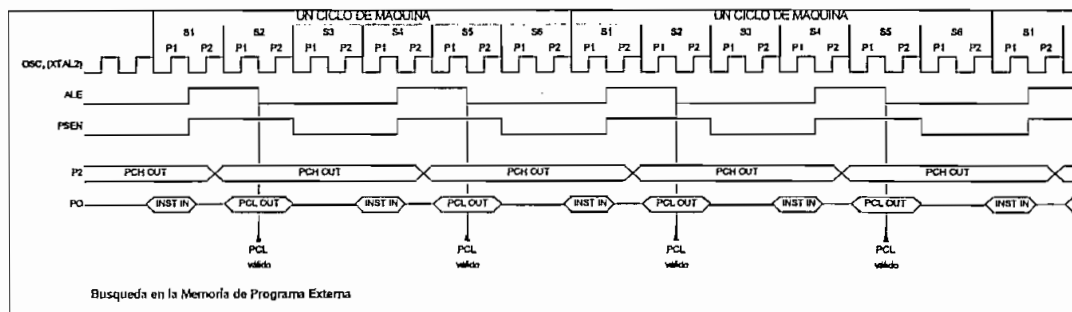 UN CICLO DE MAQUINA UN CICLO DE MAQUINA
S1 S2 S3 S4 S5 S6 S1 S2 S3 S4 S5 S6 S1
P1 P2 P1 P2 P1 P2 P1 P2 P1 P2 P1 P2 P1 P2 P1 P2 P1 P2 P1 P2 P1 P2 P1 P2 P1 P2
OSC, (XTAL2)
ALE
PSEN
P2 PCH OUT PCH OUT PCH OUT PCH OUT PCH OUT
PO INST IN PCL OUT INST IN PCL OUT INST IN PCL OUT INST IN PCL OUT INST IN
PCL PCL PCL PCL
válido válido válido válido
Busqueda en la Memoria de Programa Externa